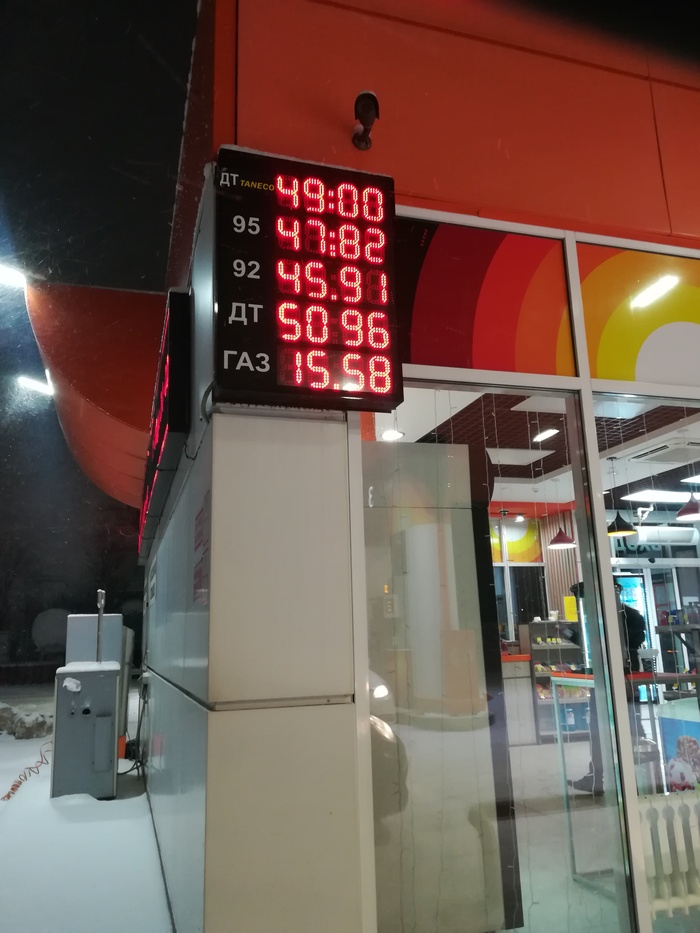 ДТ TANECO 49:00
95 47:82
92 45.91
ДТ 50.96
ГАЗ 15.58